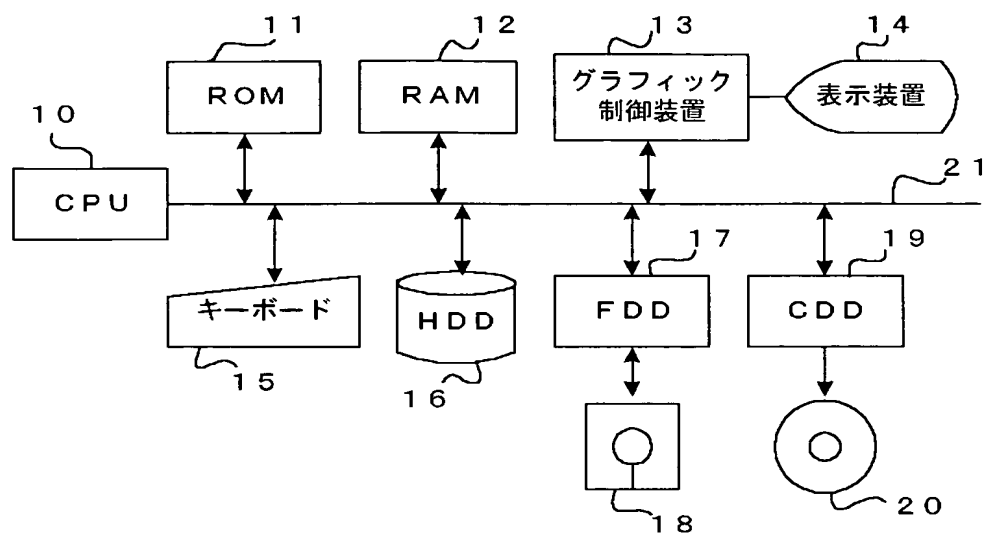 11
12
13
14
ROM
RAM
グラフィック
制御装置
表示装置
10
CPU
21
17
19
キーボード
HDD
FDD
CDD
15
16
18
20